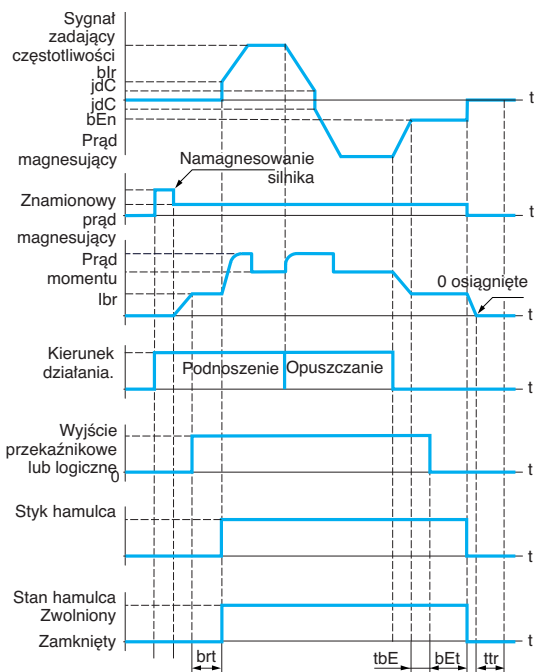 Sygnał
zadający
częstotliwości
bIr
jdC
jdC
bEn
t
Prąd
magnesujący
Namagnesowanie
silnika
Znamionowy
prąd
magnesujący
t
Prąd
momentu
Ibr
0 osiągnięte
t
Kierunek
działania.
Podnoszenie
Opuszczanie
t
Wyjście
przekaźnikowe
lub logiczne
0
t
Styk hamulca
t
Stan hamulca
Zwolniony
Zamknięty
t
brt
tbE
bEt
ttr